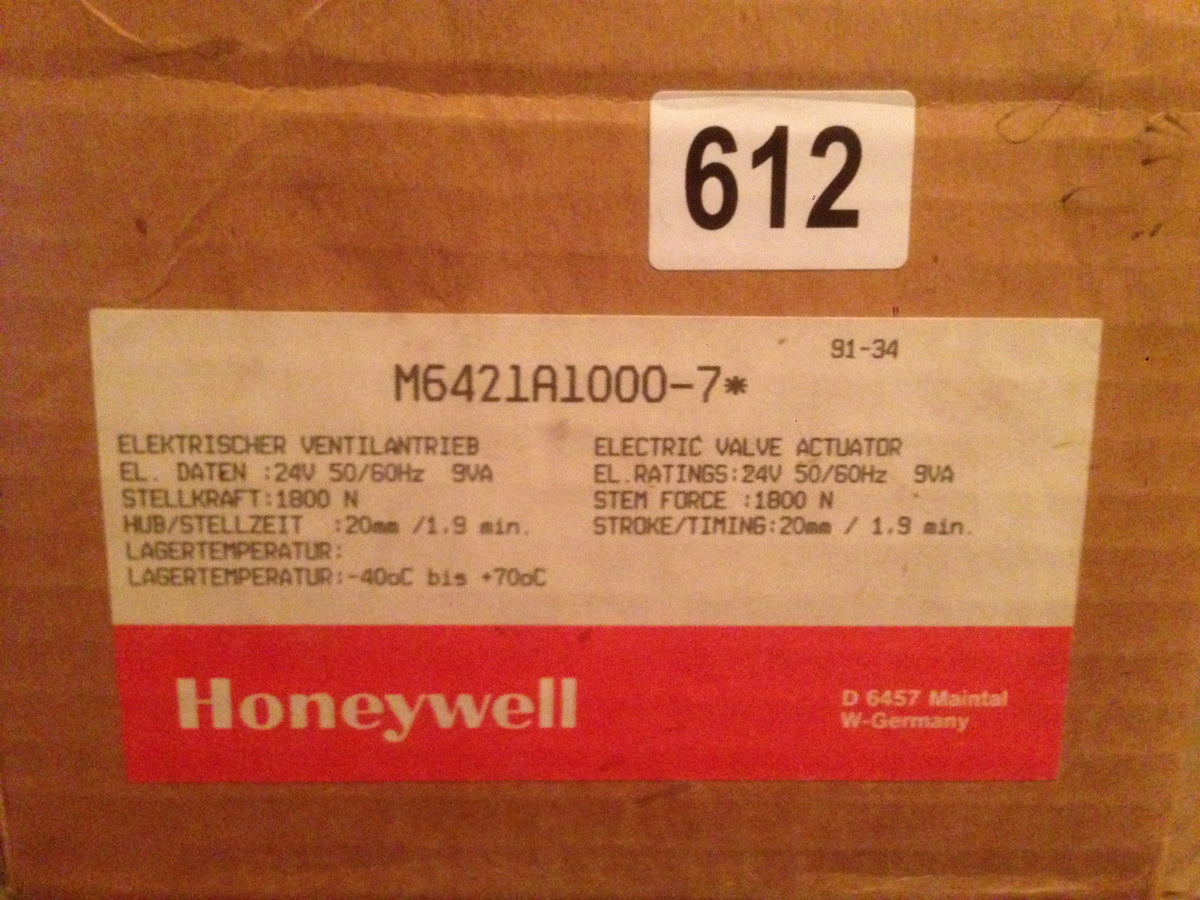 612
91-34
M6421A1000-7*
ELEKTRISCHER VENTILANTRIEB
EL. DATEN :24V 50/60Hz 9VA
STELLKRAFT:1800 N
HUB/STELLZEIT :20mm /1.9 min.
LAGERTEMPERATUR:
LAGERTEMPERATUR:-40oC bis +70oC
ELECTRIC VALVE ACTUATOR
EL.RATINGS:24V 50/60Hz 9VA
STEM FORCE :1800 N
STROKE/TIMING:20mm / 1.9 min.
Honeywell
D 6457 Maintal
W-Germany